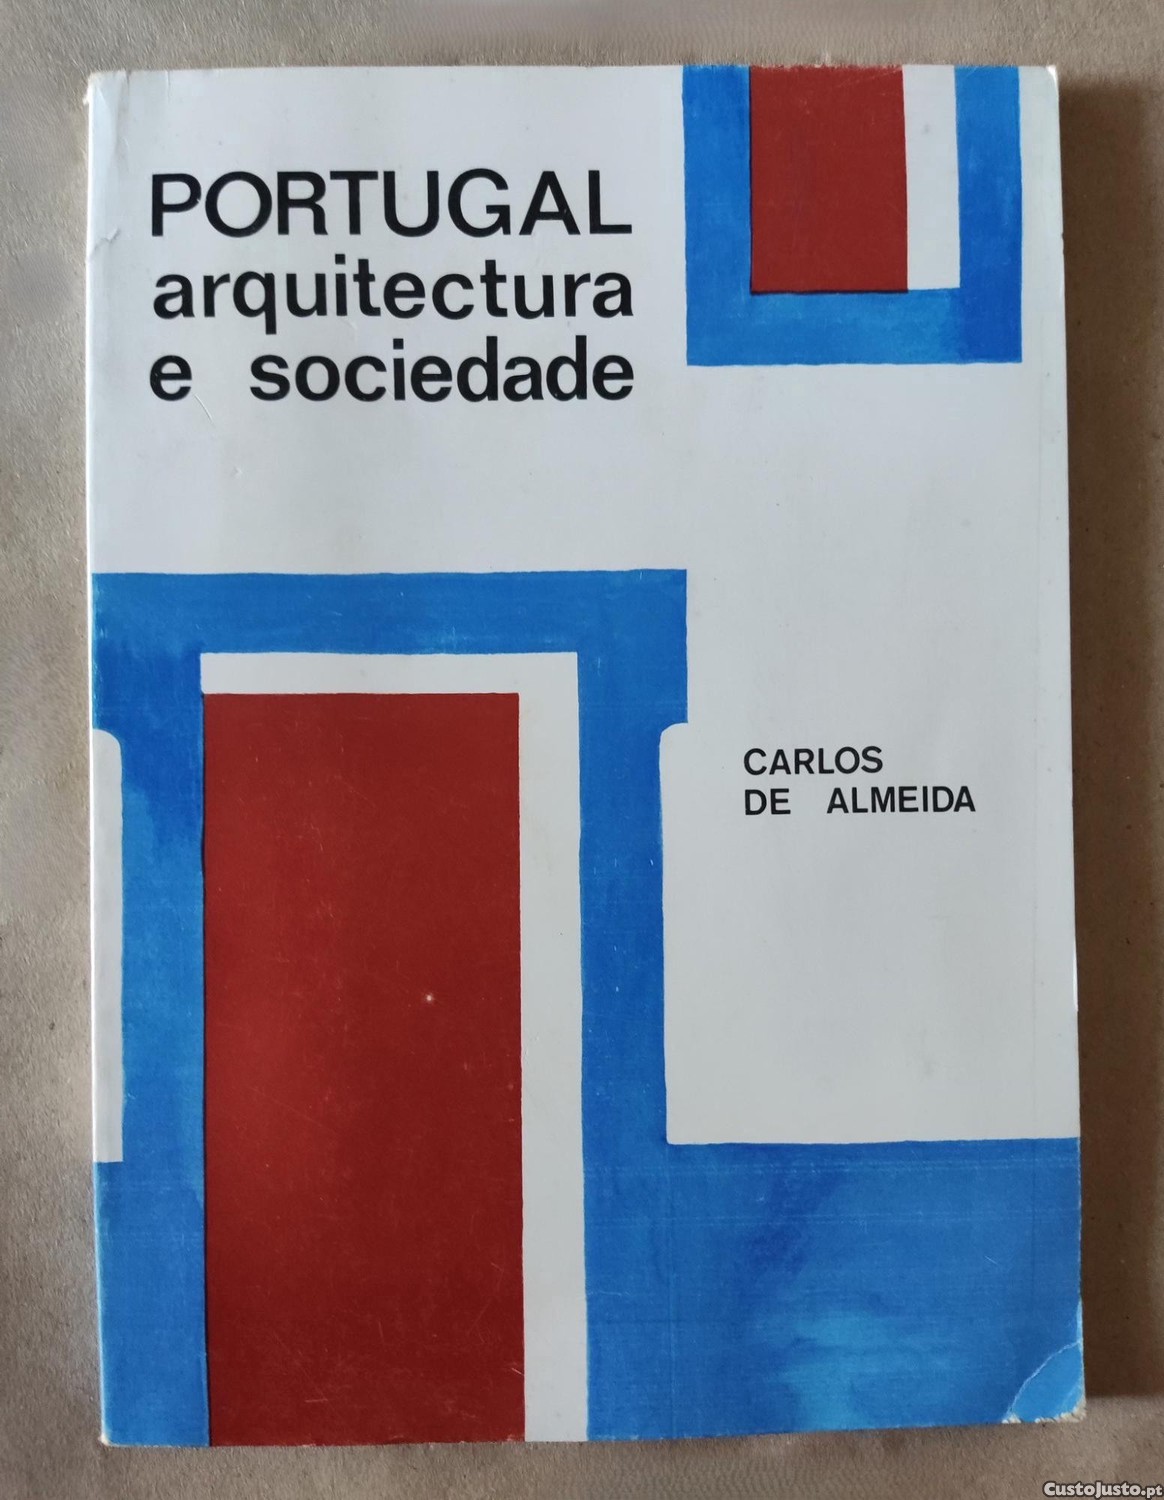 PORTUGAL
arquitectura
e sociedade
CARLOS
DE ALMEIDA
CustoJusto.pt